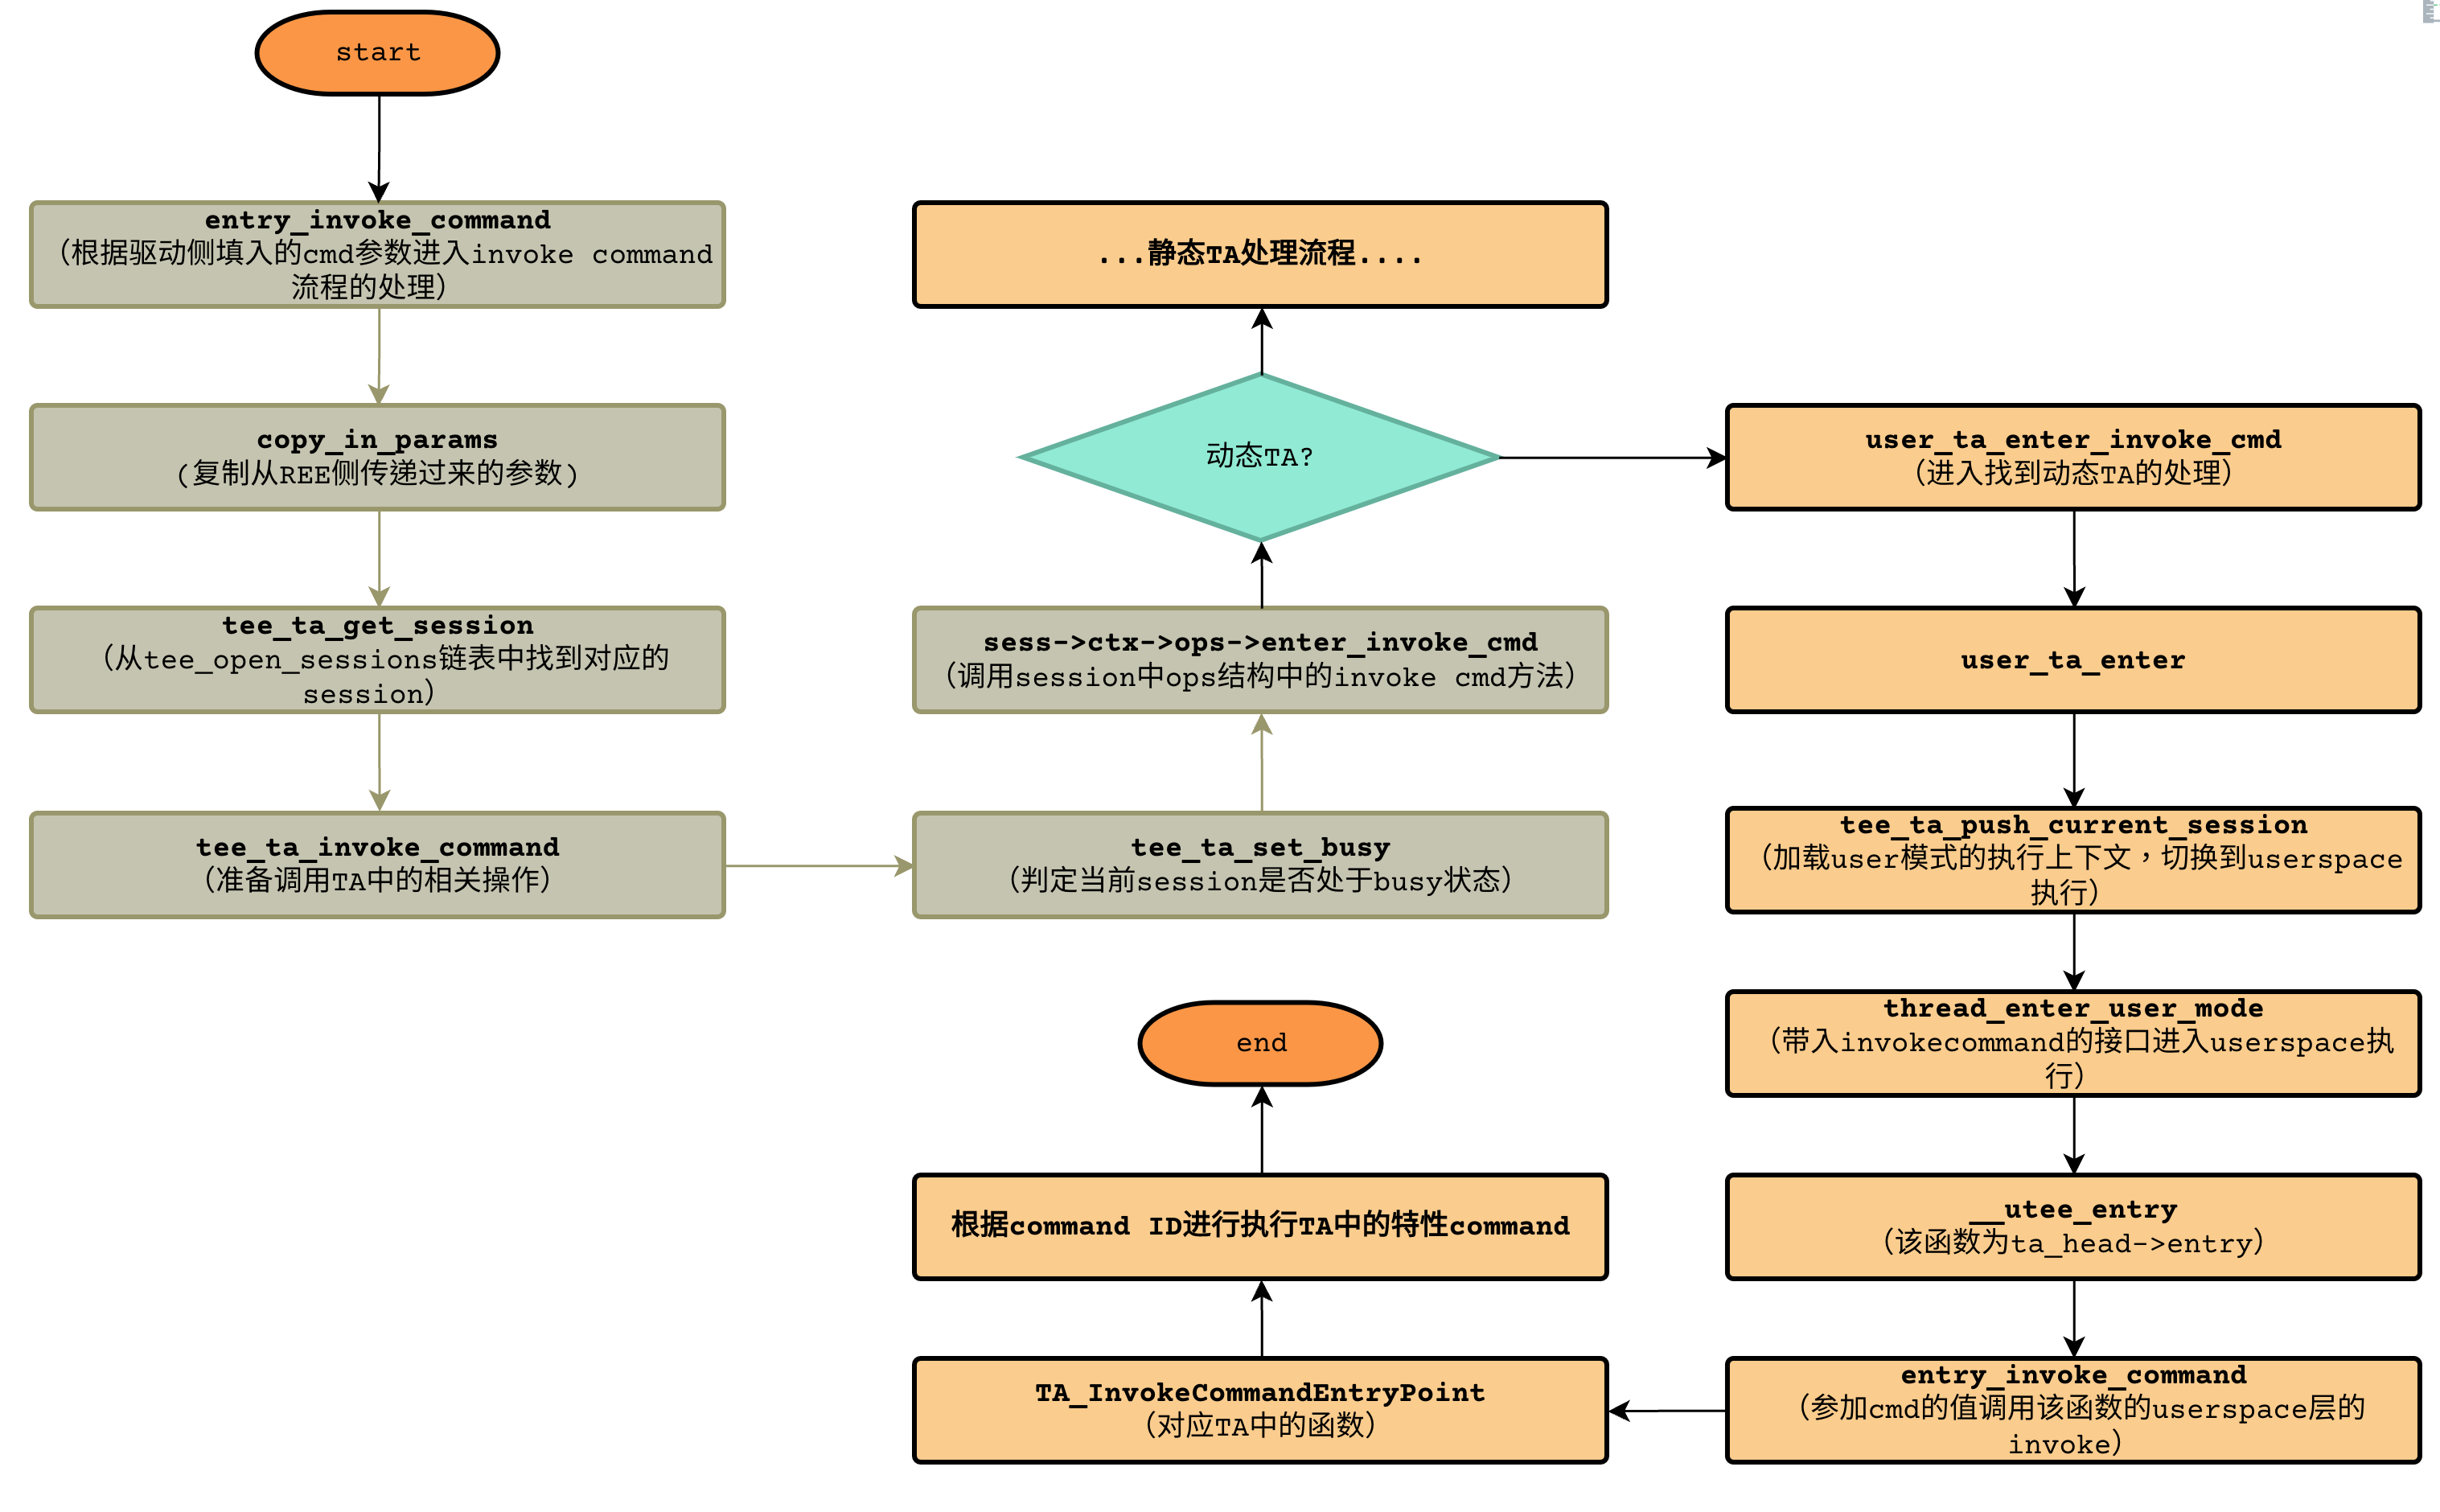 start
entry_invoke_command
（根据驱动侧填入的cmd参数进入invoke command
流程的处理）
copy_in_params
(复制从REE侧传递过来的参数)
tee_ta_get_session
（从tee_open_sessions链表中找到对应的
session）
tee_ta_invoke_command
（准备调用TA中的相关操作）
...静态TA处理流程....
动态TA?
sess->ctx->ops->enter_invoke_cmd
（调用session中ops结构中的invoke cmd方法）
tee_ta_set_busy
（判定当前session是否处于busy状态）
user_ta_enter_invoke_cmd
（进入找到动态TA的处理）
user_ta_enter
tee_ta_push_current_session
（加载user模式的执行上下文，切换到userspace
执行）
thread_enter_user_mode
（带入invokecommand的接口进入userspace执
行）
__utee_entry
（该函数为ta_head->entry）
entry_invoke_command
（参加cmd的值调用该函数的userspace层的
invoke）
TA_InvokeCommandEntryPoint
（对应TA中的函数）
根据command ID进行执行TA中的特性command
end